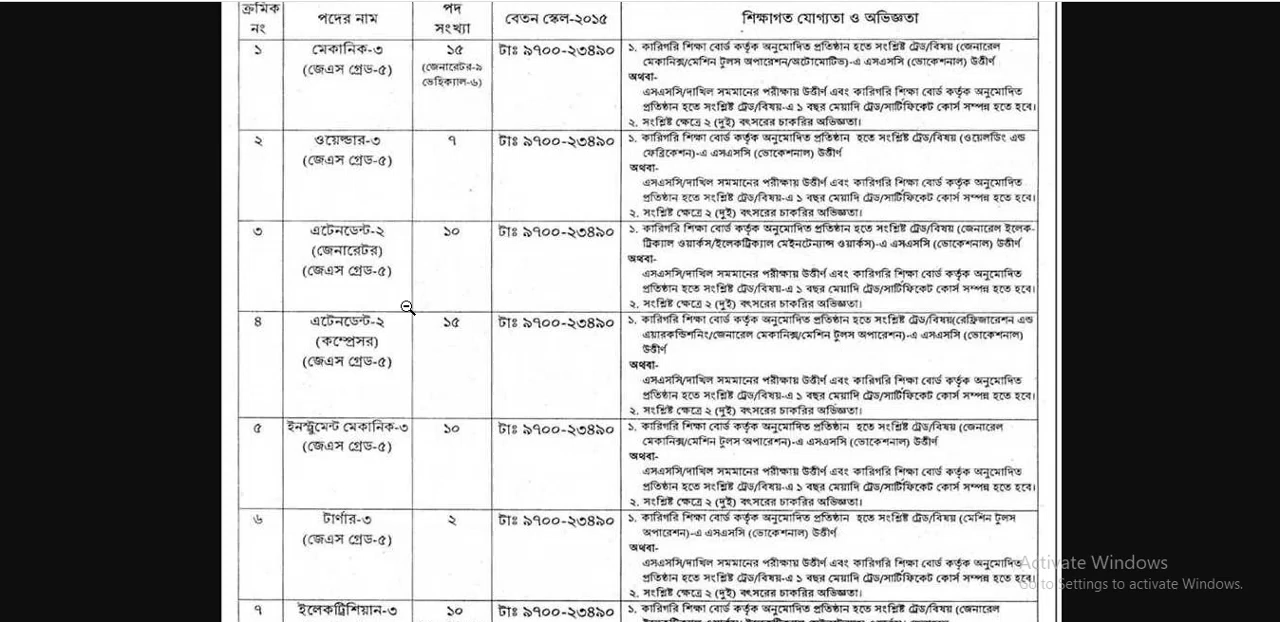 ক্রমিক নং
পদের নাম
পদ সংখ্যা
বেতন স্কেল-২০১৫
শিক্ষাগত যোগ্যতা ও অভিজ্ঞতা
১
মেকানিক-৩
(জেএস গ্রেড-৫)
১৫
(জেনারেটর-৯
ভেহিক্যাল-৬)
টাঃ ৯৭০০-২৩৪৯০
১. কারিগরি শিক্ষা বোর্ড কর্তৃক অনুমোদিত প্রতিষ্ঠান হতে সংশ্লিষ্ট ট্রেড/বিষয় (জেনারেল
মেকানিক্স/মেশিন টুলস অপারেশন/অটোমোটিভ)-এ এসএসসি (ভোকেশনাল) উত্তীর্ণ
অথবা-
এসএসসি/দাখিল সমমানের পরীক্ষায় উত্তীর্ণ এবং কারিগরি শিক্ষা বোর্ড কর্তৃক অনুমোদিত
প্রতিষ্ঠান হতে সংশ্লিষ্ট ট্রেড/বিষয়-এ ১ বছর মেয়াদি ট্রেড/সার্টিফিকেট কোর্স সম্পন্ন হতে হবে।
২. সংশ্লিষ্ট ক্ষেত্রে ২ (দুই) বৎসরের চাকরির অভিজ্ঞতা।
২
ওয়েল্ডার-৩
(জেএস গ্রেড-৫)
৭
টাঃ ৯৭০০-২৩৪৯০
১. কারিগরি শিক্ষা বোর্ড কর্তৃক অনুমোদিত প্রতিষ্ঠান হতে সংশ্লিষ্ট ট্রেড/বিষয় (ওয়েলডিং এন্ড
ফেব্রিকেশন)-এ এসএসসি (ভোকেশনাল) উত্তীর্ণ
অথবা-
এসএসসি/দাখিল সমমানের পরীক্ষায় উত্তীর্ণ এবং কারিগরি শিক্ষা বোর্ড কর্তৃক অনুমোদিত
প্রতিষ্ঠান হতে সংশ্লিষ্ট ট্রেড/বিষয়-এ ১ বছর মেয়াদি ট্রেড/সার্টিফিকেট কোর্স সম্পন্ন হতে হবে।
২. সংশ্লিষ্ট ক্ষেত্রে ২ (দুই) বৎসরের চাকরির অভিজ্ঞতা।
৩
এটেনডেন্ট-২
(জেনারেটর)
(জেএস গ্রেড-৫)
১০
টাঃ ৯৭০০-২৩৪৯০
১. কারিগরি শিক্ষা বোর্ড কর্তৃক অনুমোদিত প্রতিষ্ঠান হতে সংশ্লিষ্ট ট্রেড/বিষয় (জেনারেল ইলেক-
ট্রিক্যাল ওয়ার্কস/ইলেকট্রিক্যাল মেইনটেন্যান্স ওয়ার্কস)-এ এসএসসি (ভোকেশনাল) উত্তীর্ণ
অথবা-
এসএসসি/দাখিল সমমানের পরীক্ষায় উত্তীর্ণ এবং কারিগরি শিক্ষা বোর্ড কর্তৃক অনুমোদিত
প্রতিষ্ঠান হতে সংশ্লিষ্ট ট্রেড/বিষয়-এ ১ বছর মেয়াদি ট্রেড/সার্টিফিকেট কোর্স সম্পন্ন হতে হবে।
২. সংশ্লিষ্ট ক্ষেত্রে ২ (দুই) বৎসরের চাকরির অভিজ্ঞতা।
৪
এটেনডেন্ট-২
(কম্প্রেসর)
(জেএস গ্রেড-৫)
১৫
টাঃ ৯৭০০-২৩৪৯০
১. কারিগরি শিক্ষা বোর্ড কর্তৃক অনুমোদিত প্রতিষ্ঠান হতে সংশ্লিষ্ট ট্রেড/বিষয়(রেফ্রিজারেশন এন্ড
এয়ারকন্ডিশনিং/জেনারেল মেকানিক্স/মেশিন টুলস অপারেশন)-এ এসএসসি (ভোকেশনাল)
উত্তীর্ণ
অথবা-
এসএসসি/দাখিল সমমানের পরীক্ষায় উত্তীর্ণ এবং কারিগরি শিক্ষা বোর্ড কর্তৃক অনুমোদিত
প্রতিষ্ঠান হতে সংশ্লিষ্ট ট্রেড/বিষয়-এ ১ বছর মেয়াদি ট্রেড/সার্টিফিকেট কোর্স সম্পন্ন হতে হবে।
২. সংশ্লিষ্ট ক্ষেত্রে ২ (দুই) বৎসরের চাকরির অভিজ্ঞতা।
৫
ইনস্ট্রুমেন্ট মেকানিক-৩
(জেএস গ্রেড-৫)
১০
টাঃ ৯৭০০-২৩৪৯০
১. কারিগরি শিক্ষা বোর্ড কর্তৃক অনুমোদিত প্রতিষ্ঠান হতে সংশ্লিষ্ট ট্রেড/বিষয় (জেনারেল
মেকানিক্স/মেশিন টুলস অপারেশন)-এ এসএসসি (ভোকেশনাল) উত্তীর্ণ
অথবা-
এসএসসি/দাখিল সমমানের পরীক্ষায় উত্তীর্ণ এবং কারিগরি শিক্ষা বোর্ড কর্তৃক অনুমোদিত
প্রতিষ্ঠান হতে সংশ্লিষ্ট ট্রেড/বিষয়-এ ১ বছর মেয়াদি ট্রেড/সার্টিফিকেট কোর্স সম্পন্ন হতে হবে।
২. সংশ্লিষ্ট ক্ষেত্রে ২ (দুই) বৎসরের চাকরির অভিজ্ঞতা।
৬
টার্ণার-৩
(জেএস গ্রেড-৫)
২
টাঃ ৯৭০০-২৩৪৯০
১. কারিগরি শিক্ষা বোর্ড কর্তৃক অনুমোদিত প্রতিষ্ঠান হতে সংশ্লিষ্ট ট্রেড/বিষয় (মেশিন টুলস
অপারেশন)-এ এসএসসি (ভোকেশনাল) উত্তীর্ণ
অথবা-
এসএসসি/দাখিল সমমানের পরীক্ষায় উত্তীর্ণ এবং কারিগরি শিক্ষা বোর্ড কর্তৃক অনুমোদিত
প্রতিষ্ঠান হতে সংশ্লিষ্ট ট্রেড/বিষয়-এ ১ বছর মেয়াদি ট্রেড/সার্টিফিকেট কোর্স সম্পন্ন হতে হবে।
২. সংশ্লিষ্ট ক্ষেত্রে ২ (দুই) বৎসরের চাকরির অভিজ্ঞতা।
৭
ইলেকট্রিশিয়ান-৩
১০
টাঃ ৯৭০০-২৩৪৯০
১. কারিগরি শিক্ষা বোর্ড কর্তৃক অনুমোদিত প্রতিষ্ঠান হতে সংশ্লিষ্ট ট্রেড/বিষয় (জেনারেল
Activate Windows
Go to Settings to activate Windows.